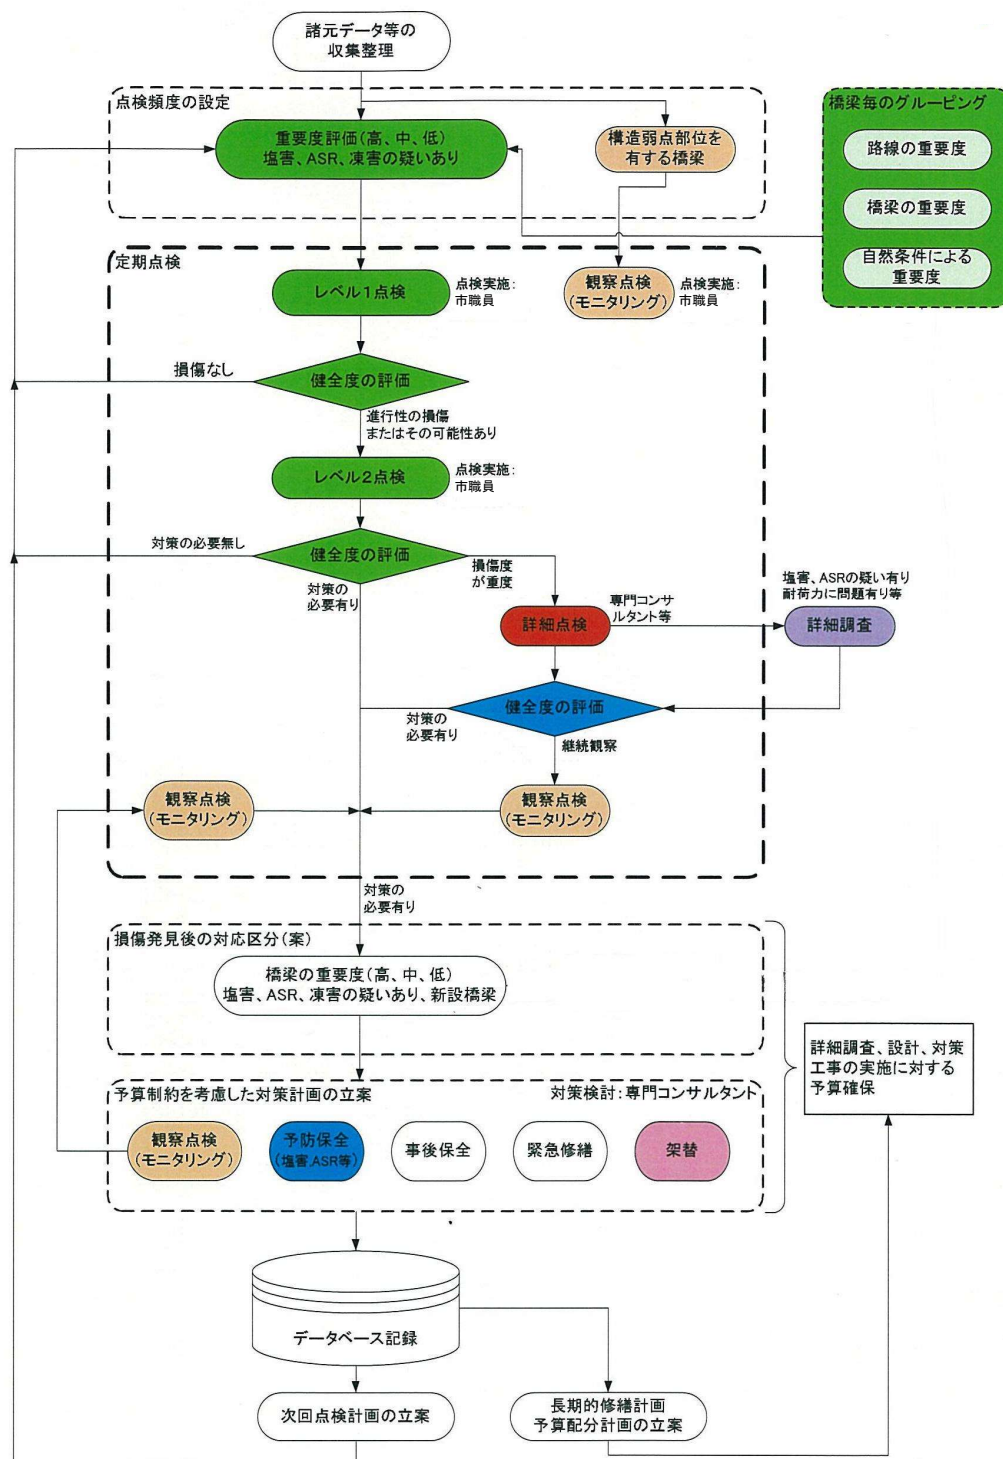 諸元データ等の
収集整理
点検頻度の設定
重要度評価(高、中、低)
塩害、ASR、凍害の疑いあり
構造弱点部位を
有する橋梁
橋梁毎のグルーピング
路線の重要度
橋梁の重要度
自然条件による
重要度
定期点検
レベル1点検
点検実施:
市職員
観察点検
(モニタリング)
点検実施:
市職員
損傷なし
健全度の評価
進行性の損傷
またはその可能性あり
レベル2点検
点検実施:
市職員
対策の必要無し
健全度の評価
損傷度
が重度
対策の
必要有り
塩害、ASRの疑い有り
耐荷力に問題有り等
詳細点検
専門コンサ
ルタント等
詳細調査
健全度の評価
対策の
必要有り
継続観察
観察点検
(モニタリング)
観察点検
(モニタリング)
対策の
必要有り
損傷発見後の対応区分(案)
橋梁の重要度(高、中、低)
塩害、ASR、凍害の疑いあり、新設橋梁
詳細調査、設計、対策
工事の実施に対する
予算確保
予算制約を考慮した対策計画の立案
対策検討:専門コンサルタント
観察点検
(モニタリング)
予防保全
(塩害,ASR等)
事後保全
緊急修繕
架替
データベース記録
次回点検計画の立案
長期的修繕計画
予算配分計画の立案